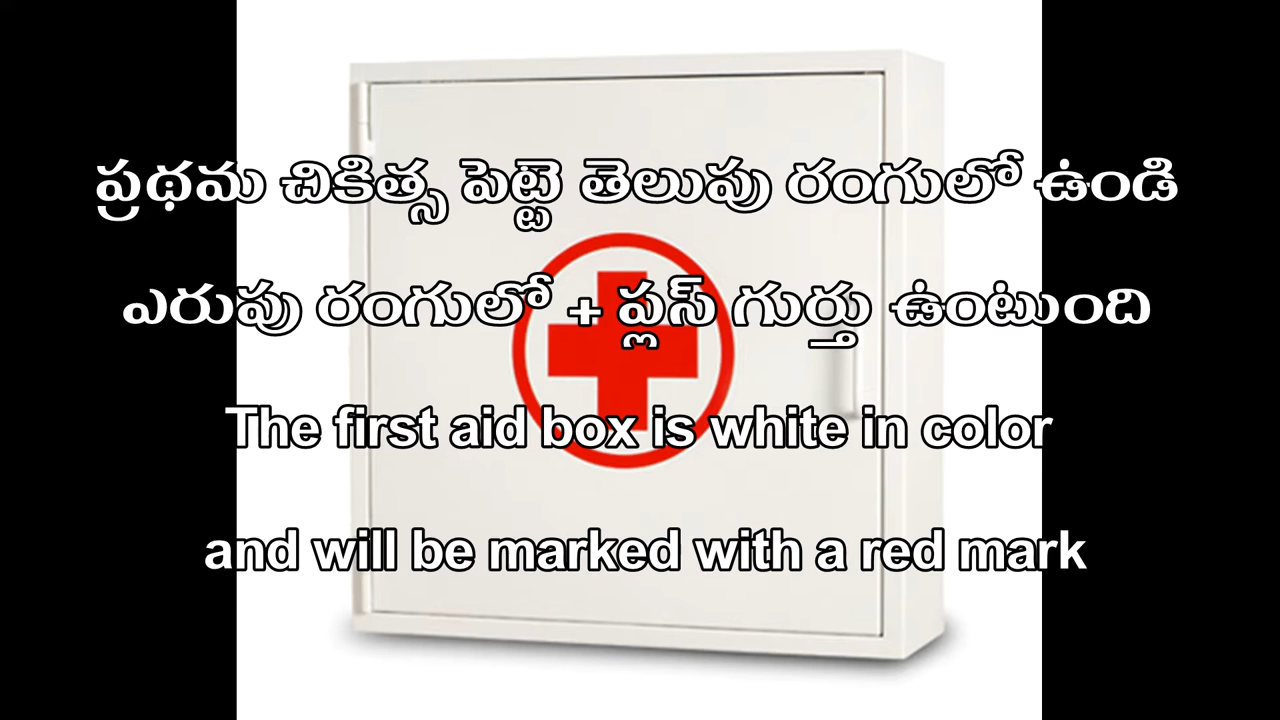 ప్రథమ చికిత్స పెట్టె తెలుపు రంగులో ఉండి
ఎరుపు రంగులో + ప్లస్ గుర్తు ఉంటుంది
The first aid box is white in color
and will be marked with a red mark